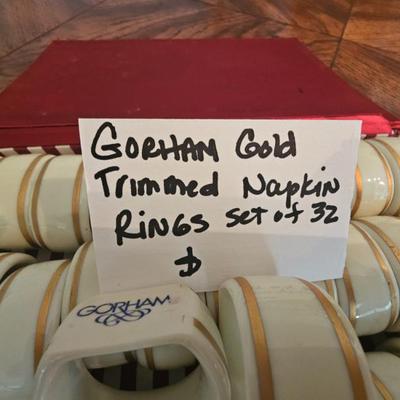 GORHAM Gold
Trimmed Napkin
RINGS set of 32
GORHAM